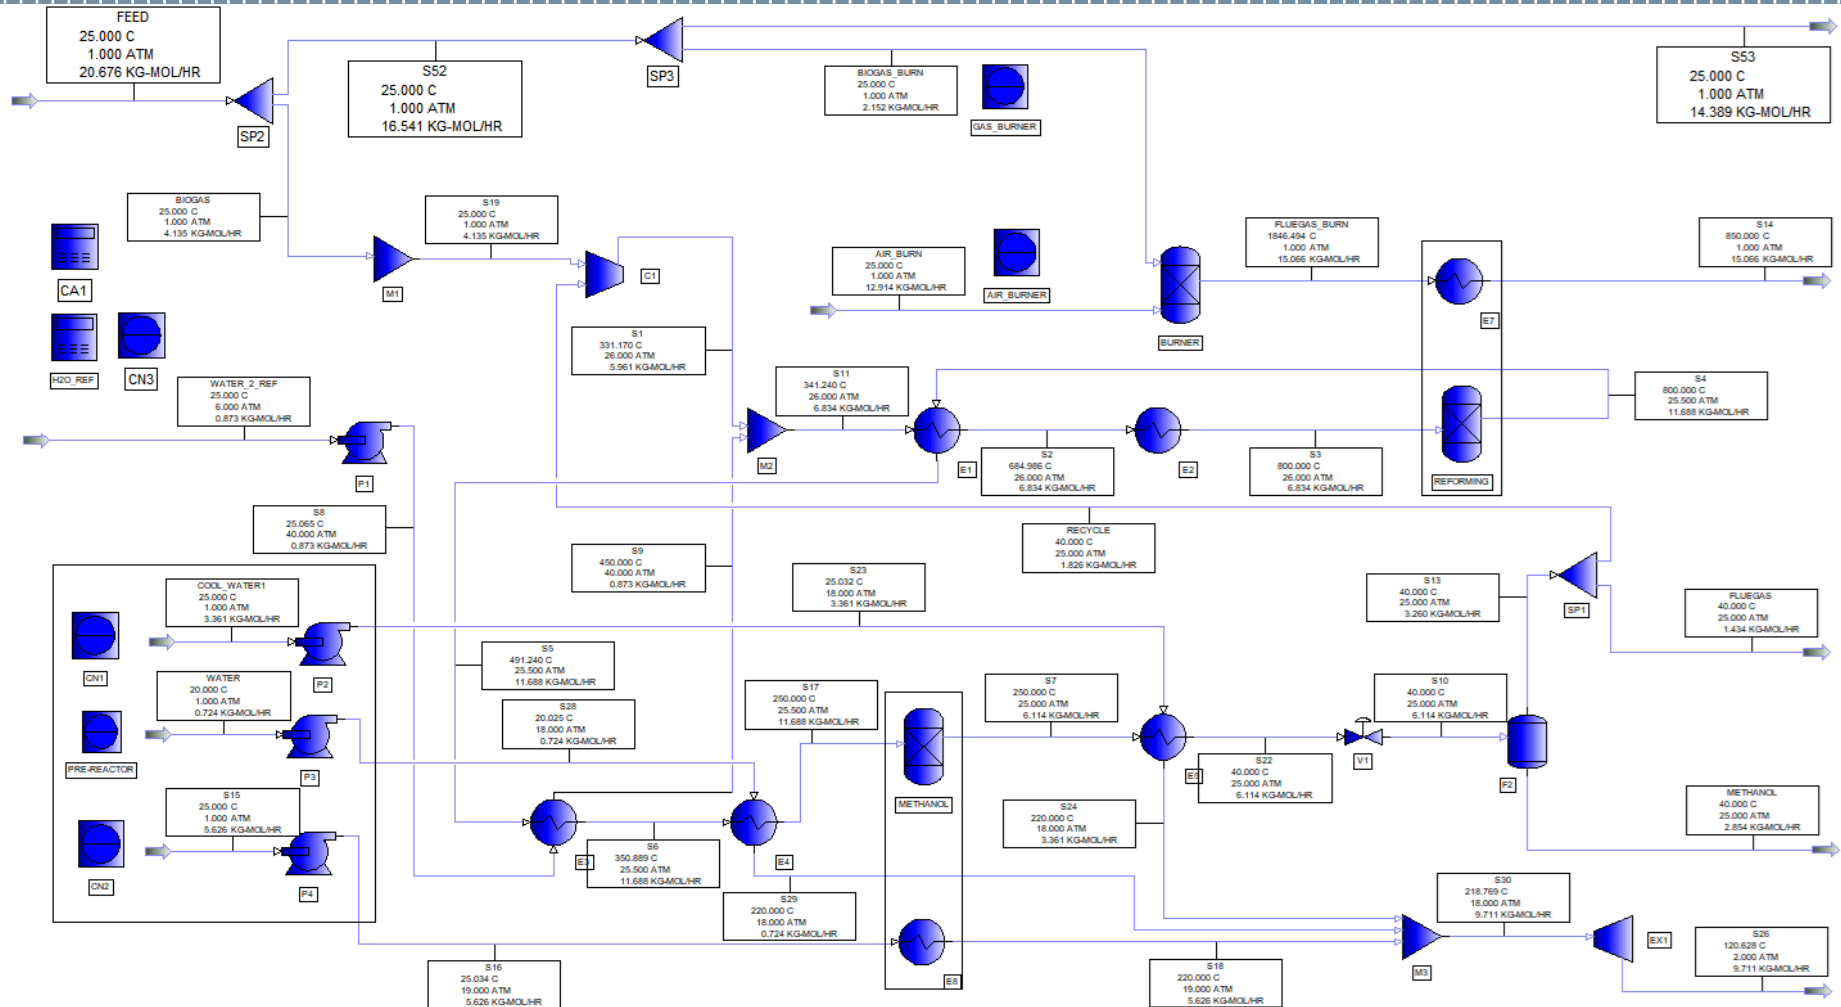 FEED
25.000 C
1.000 ATM
20.676 KG-MOL/HR
S52
25.000 C
1.000 ATM
16.541 KG-MOL/HR
SP2
SP3
BIOGAS_BURN
25.000 C
1.000 ATM
2.152 KG-MOL/HR
GAS_BURNER
S53
25.000 C
1.000 ATM
14.389 KG-MOL/HR
BIOGAS
25.000 C
1.000 ATM
4.135 KG-MOL/HR
S19
25.000 C
1.000 ATM
4.135 KG-MOL/HR
CA1
M1
C1
AIR_BURN
25.000 C
1.000 ATM
12.914 KG-MOL/HR
AIR_BURNER
FLUEGAS_BURN
1846.494 C
1.000 ATM
15.066 KG-MOL/HR
S14
850.000 C
1.000 ATM
15.066 KG-MOL/HR
BURNER
E7
H2O_REF
CN3
S1
331.170 C
26.000 ATM
5.961 KG-MOL/HR
WATER_2_REF
25.000 C
6.000 ATM
0.873 KG-MOL/HR
S11
341.240 C
26.000 ATM
6.834 KG-MOL/HR
S4
800.000 C
25.500 ATM
11.688 KG-MOL/HR
P1
M2
E1
S2
684.986 C
26.000 ATM
6.834 KG-MOL/HR
E2
S3
800.000 C
26.000 ATM
6.834 KG-MOL/HR
REFORMING
S8
25.065 C
40.000 ATM
0.873 KG-MOL/HR
S9
450.000 C
40.000 ATM
0.873 KG-MOL/HR
RECYCLE
40.000 C
25.000 ATM
1.826 KG-MOL/HR
COOL_WATER1
25.000 C
1.000 ATM
3.361 KG-MOL/HR
S23
25.032 C
18.000 ATM
3.361 KG-MOL/HR
S13
40.000 C
25.000 ATM
3.260 KG-MOL/HR
SP1
FLUEGAS
40.000 C
25.000 ATM
1.434 KG-MOL/HR
CN1
P2
S5
491.240 C
25.500 ATM
11.688 KG-MOL/HR
WATER
20.000 C
1.000 ATM
0.724 KG-MOL/HR
S28
20.025 C
18.000 ATM
0.724 KG-MOL/HR
S17
250.000 C
25.500 ATM
11.688 KG-MOL/HR
S7
250.000 C
25.000 ATM
6.114 KG-MOL/HR
S10
40.000 C
25.000 ATM
6.114 KG-MOL/HR
PRE-REACTOR
P3
E5
S22
40.000 C
25.000 ATM
6.114 KG-MOL/HR
V1
F2
S15
25.000 C
1.000 ATM
5.626 KG-MOL/HR
METHANOL
S24
220.000 C
18.000 ATM
3.361 KG-MOL/HR
METHANOL
40.000 C
25.000 ATM
2.854 KG-MOL/HR
CN2
P4
E3
S6
350.889 C
25.500 ATM
11.688 KG-MOL/HR
E4
S29
220.000 C
18.000 ATM
0.724 KG-MOL/HR
S30
218.769 C
18.000 ATM
9.711 KG-MOL/HR
S16
25.034 C
19.000 ATM
5.626 KG-MOL/HR
E8
S18
220.000 C
19.000 ATM
5.626 KG-MOL/HR
M3
EX1
S26
120.628 C
2.000 ATM
9.711 KG-MOL/HR